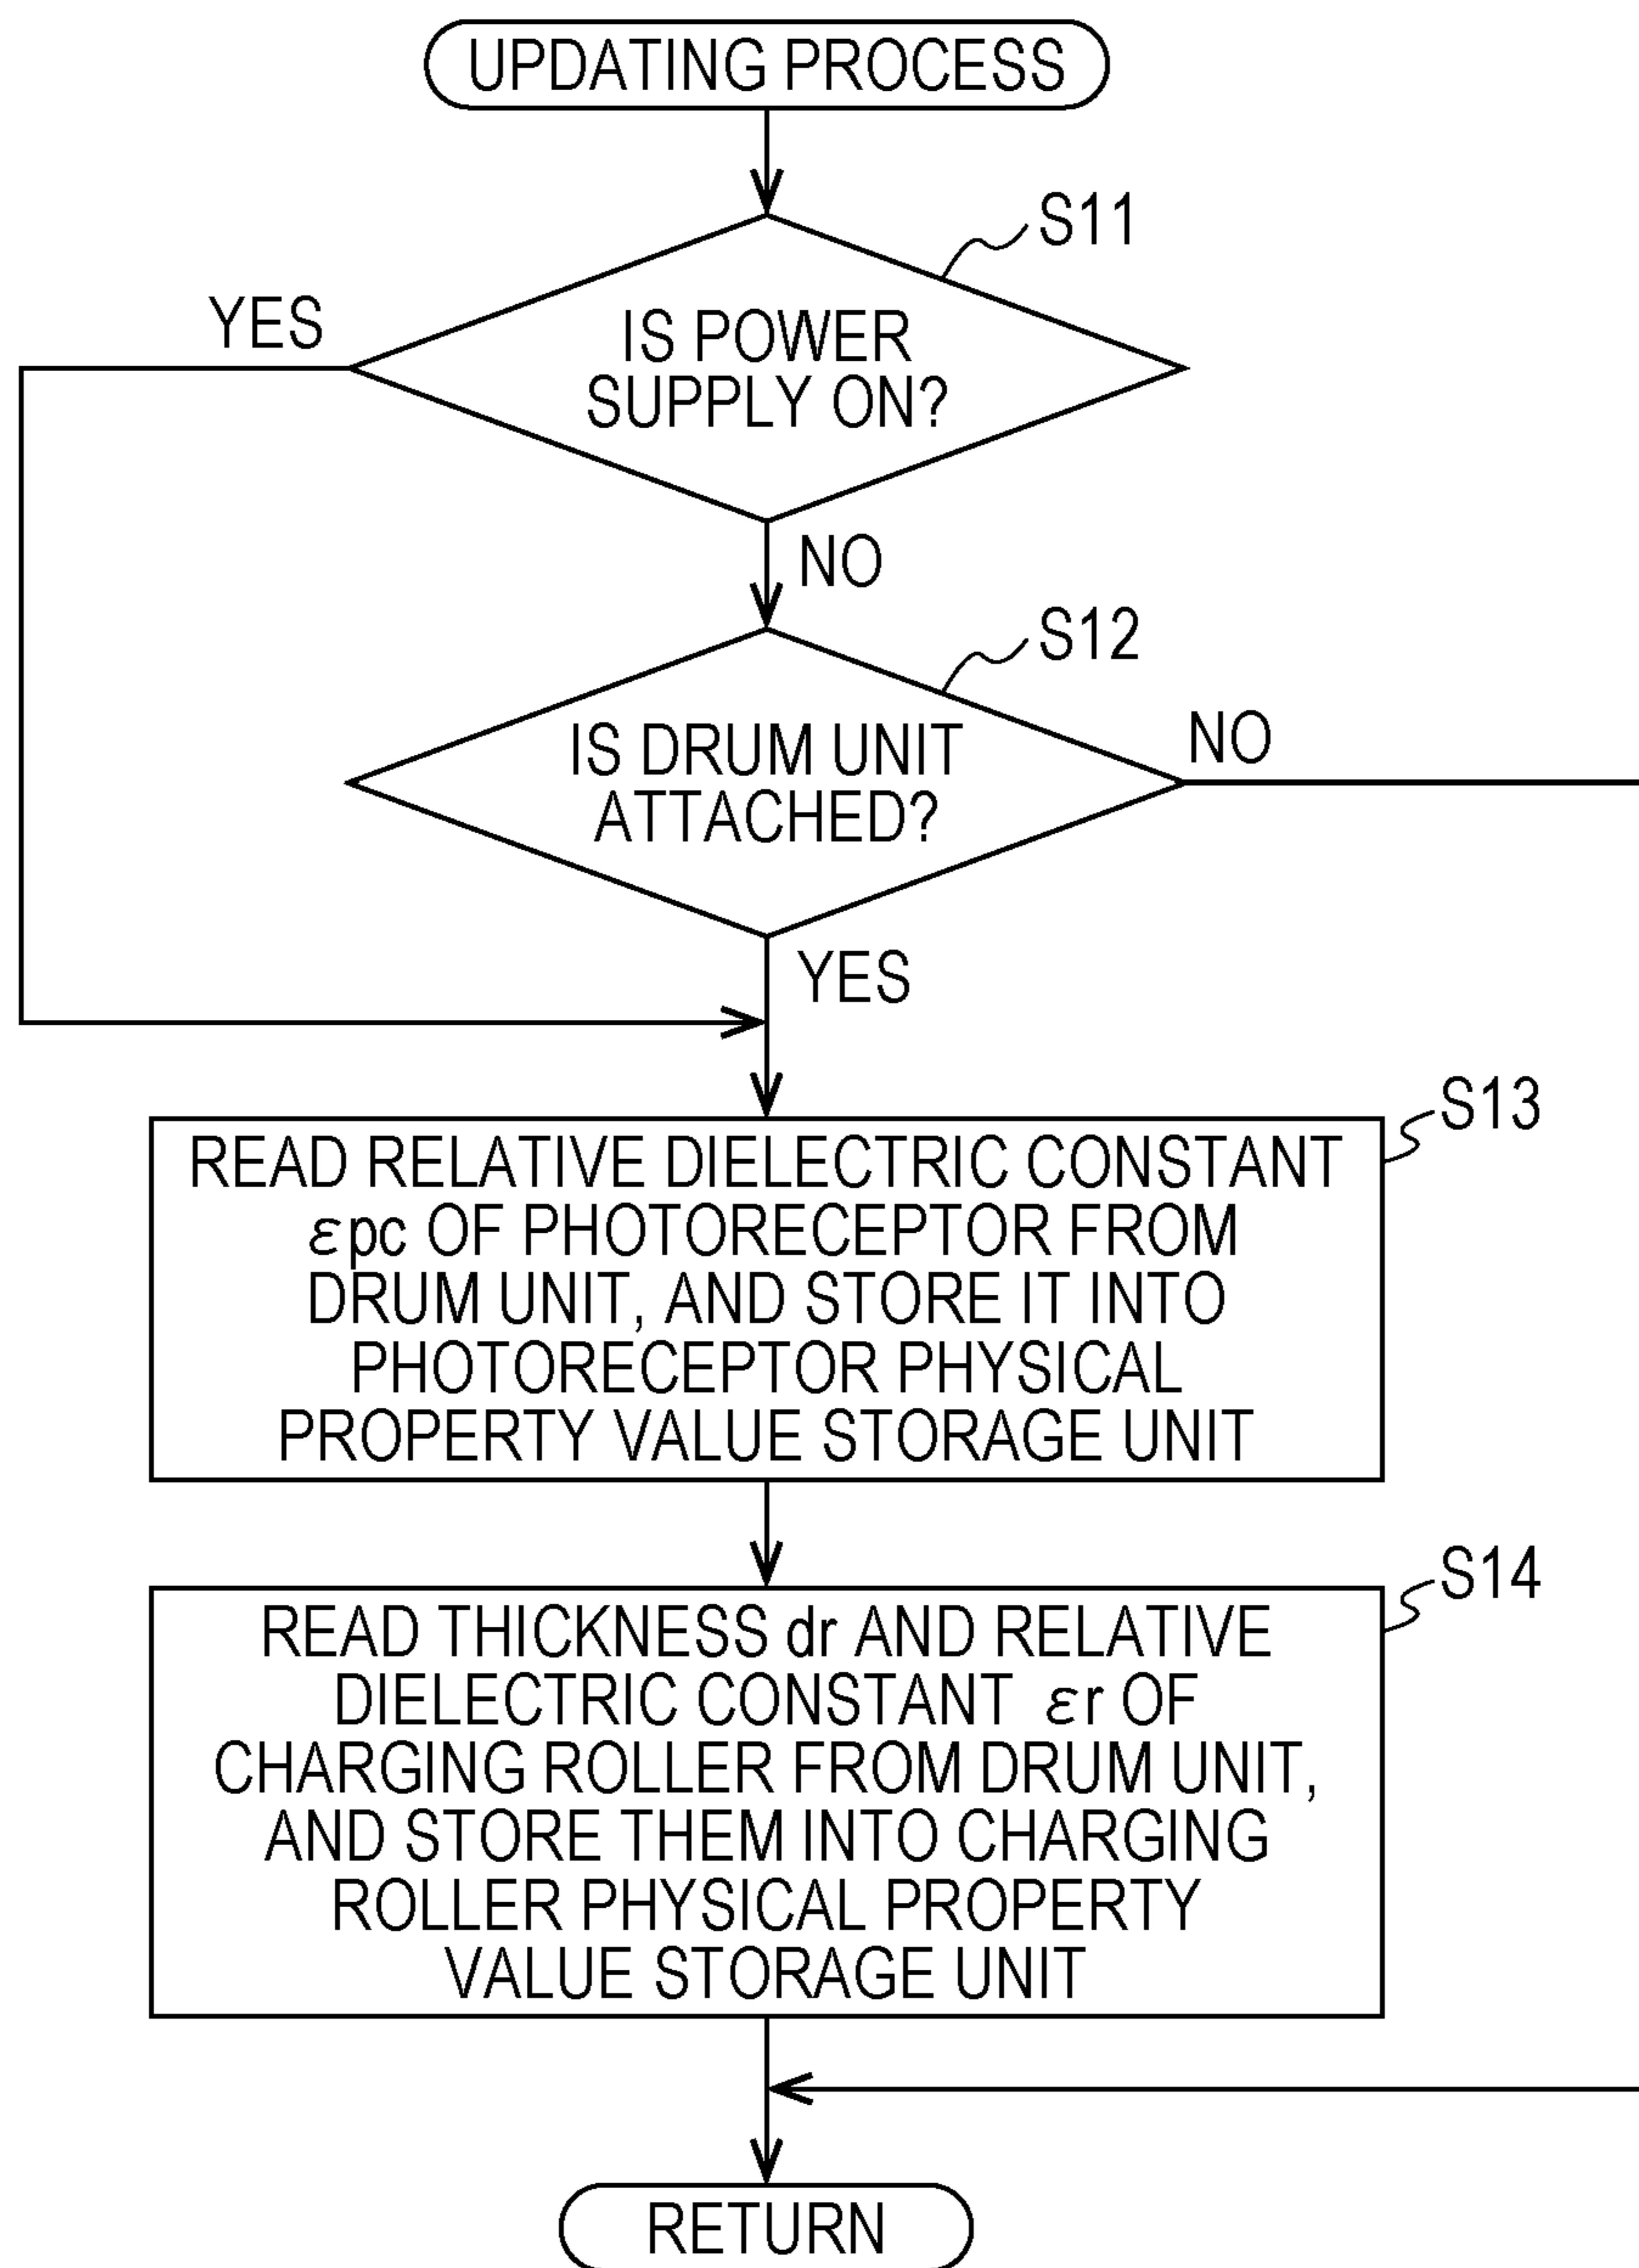 UPDATING PROCESS
S11
YES
IS POWER
SUPPLY ON?
NO
S12
IS DRUM UNIT
ATTACHED?
NO
YES
S13
READ RELATIVE DIELECTRIC CONSTANT
εpc OF PHOTORECEPTOR FROM
DRUM UNIT, AND STORE IT INTO
PHOTORECEPTOR PHYSICAL
PROPERTY VALUE STORAGE UNIT
S14
READ THICKNESS dr AND RELATIVE
DIELECTRIC CONSTANT εr OF
CHARGING ROLLER FROM DRUM UNIT,
AND STORE THEM INTO CHARGING
ROLLER PHYSICAL PROPERTY
VALUE STORAGE UNIT
RETURN